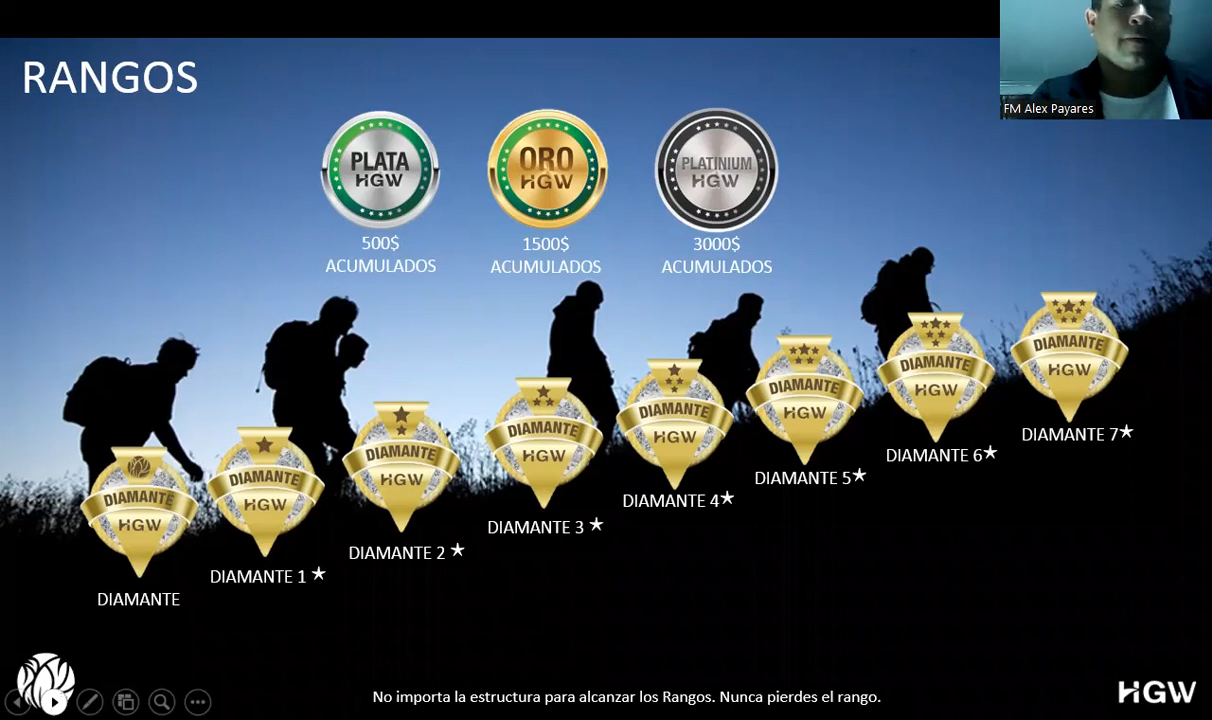 RANGOS
FM Alex Payares
PLATA
HGW
ORO
HGW
PLATINIUM
HGW
500$
ACUMULADOS
1500$
ACUMULADOS
3000$
ACUMULADOS
DIAMANTE
HGW
DIAMANTE
DIAMANTE
HGW
DIAMANTE 1 ★
DIAMANTE
HGW
DIAMANTE 2 ★
DIAMANTE
HGW
DIAMANTE 3 ★
DIAMANTE
HGW
DIAMANTE 4★
DIAMANTE
HGW
DIAMANTE 5★
DIAMANTE
HGW
DIAMANTE 6★
DIAMANTE
HGW
DIAMANTE 7★
No importa la estructura para alcanzar los Rangos. Nunca pierdes el rango.
HGW